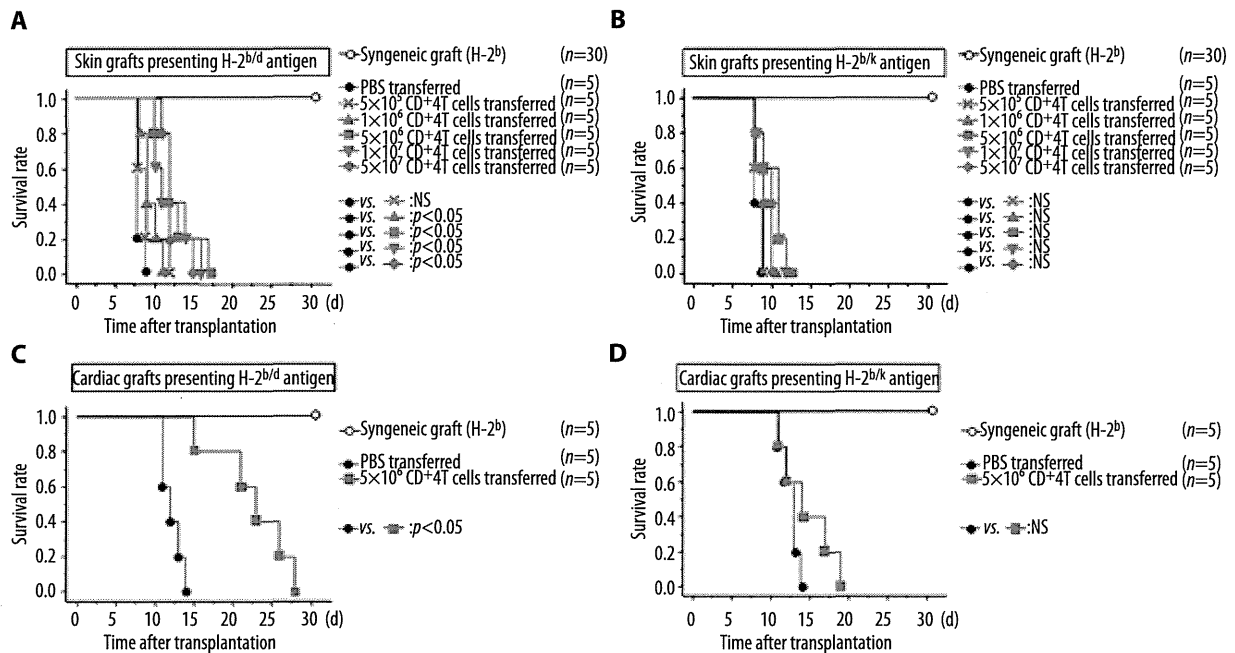 A
Skin grafts presenting H-2b/d antigen
Syngeneic graft (H-2b) (n=30)
PBS transferred (n=5)
5×10⁵ CD+4T cells transferred (n=5)
1×10⁶ CD+4T cells transferred (n=5)
5×10⁶ CD+4T cells transferred (n=5)
1×10⁷ CD+4T cells transferred (n=5)
5×10⁷ CD+4T cells transferred (n=5)
vs. :NS
vs. :p<0.05
vs. :p<0.05
vs. :p<0.05
vs. :p<0.05
Survival rate
1.0
0.8
0.6
0.4
0.2
0.0
0 5 10 15 20 25 30 (d)
Time after transplantation
B
Skin grafts presenting H-2b/k antigen
Syngeneic graft (H-2b) (n=30)
PBS transferred (n=5)
5×10⁵ CD+4T cells transferred (n=5)
1×10⁶ CD+4T cells transferred (n=5)
5×10⁶ CD+4T cells transferred (n=5)
1×10⁷ CD+4T cells transferred (n=5)
5×10⁷ CD+4T cells transferred (n=5)
vs. :NS
vs. :NS
vs. :NS
vs. :NS
vs. :NS
Survival rate
1.0
0.8
0.6
0.4
0.2
0.0
0 5 10 15 20 25 30 (d)
Time after transplantation
C
Cardiac grafts presenting H-2b/d antigen
Syngeneic graft (H-2b) (n=5)
PBS transferred (n=5)
5×10⁶ CD+4T cells transferred (n=5)
vs. :p<0.05
Survival rate
1.0
0.8
0.6
0.4
0.2
0.0
0 5 10 15 20 25 30 (d)
Time after transplantation
D
Cardiac grafts presenting H-2b/k antigen
Syngeneic graft (H-2b) (n=5)
PBS transferred (n=5)
5×10⁶ CD+4T cells transferred (n=5)
vs. :NS
Survival rate
1.0
0.8
0.6
0.4
0.2
0.0
0 5 10 15 20 25 30 (d)
Time after transplantation